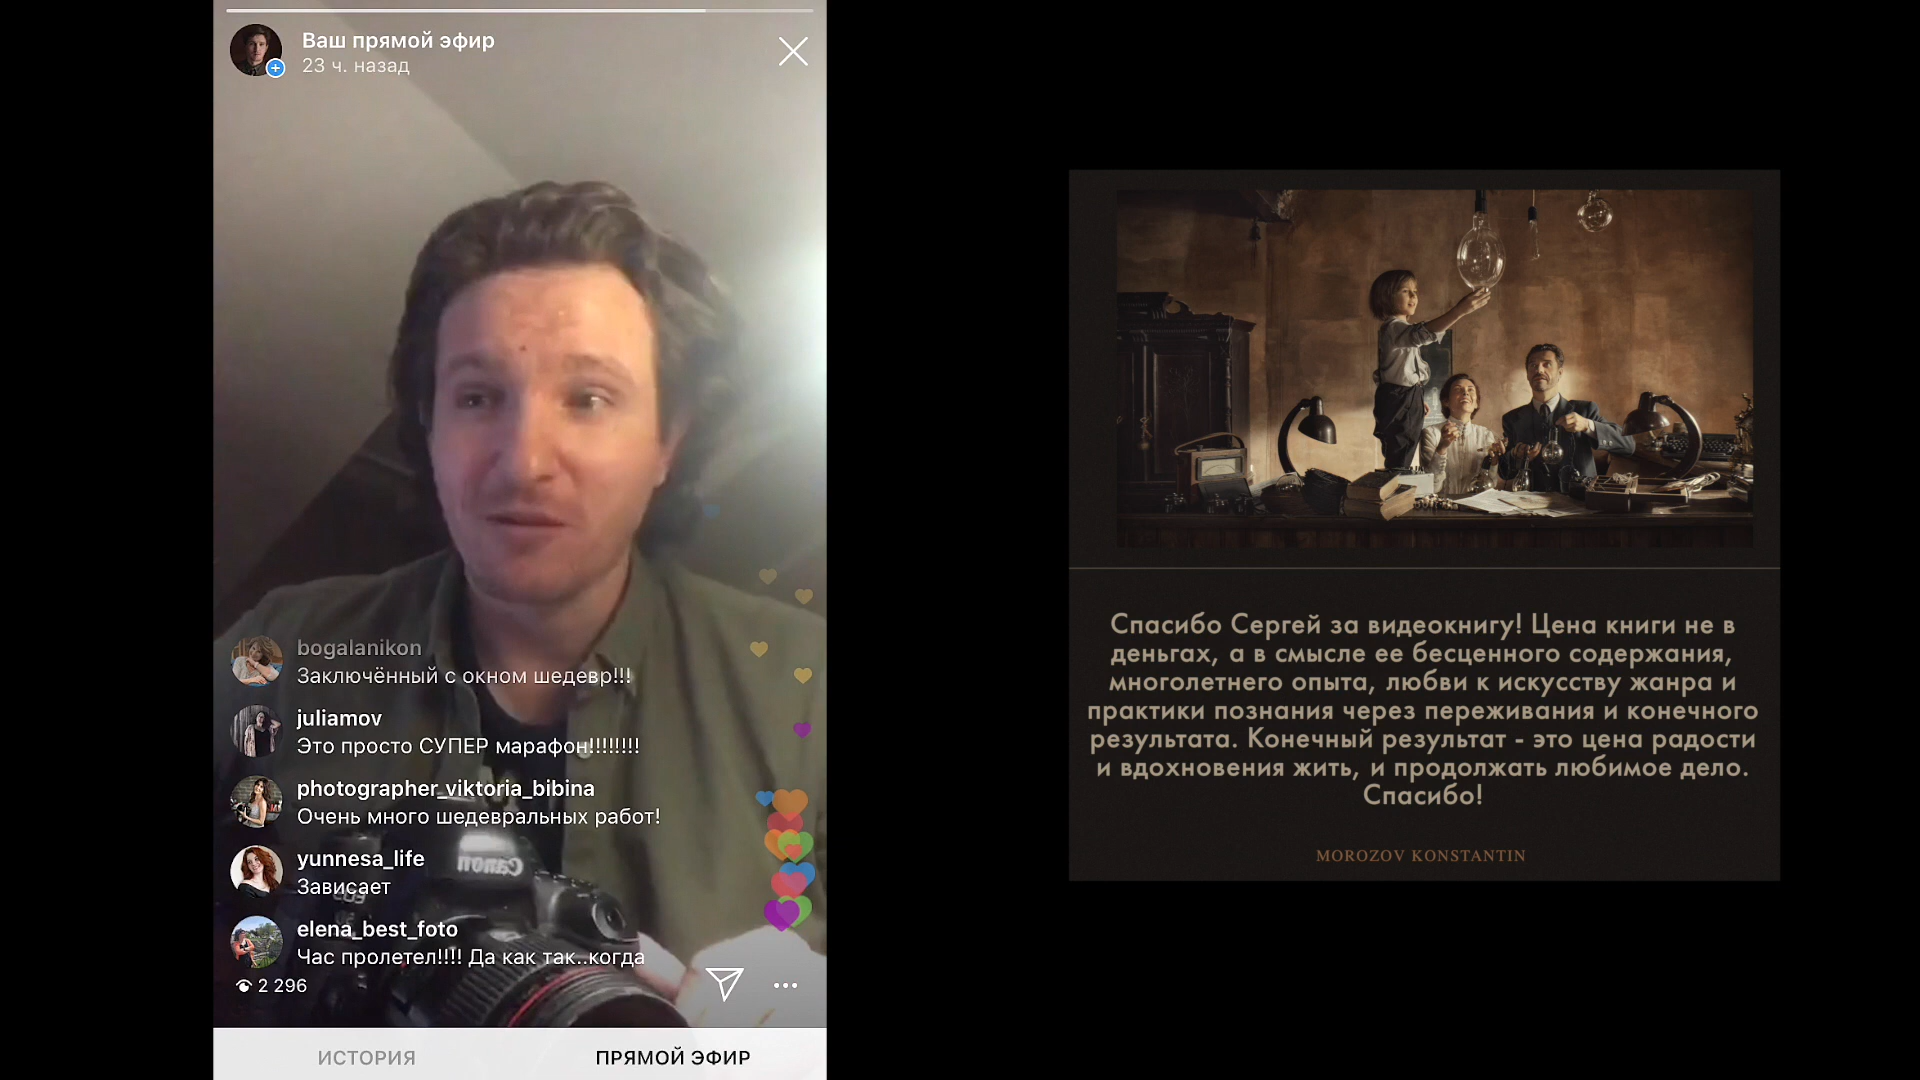 Ваш прямой эфир
23 ч. назад
bogalanikon
Заключённый с окном шедевр!!!
juliamov
Это просто СУПЕР марафон!!!!!!!!
photographer_viktoria_bibina
Очень много шедевральных работ!
yunnesa_life
Зависает
elena_best_foto
Час пролетел!!!! Да как так..когда
2 296
ИСТОРИЯ
ПРЯМОЙ ЭФИР
Canon
EOS
Спасибо Сергей за видеокнигу! Цена книги не в
деньгах, а в смысле ее бесценного содержания,
многолетнего опыта, любви к искусству жанра и
практики познания через переживания и конечного
результата. Конечный результат - это цена радости
и вдохновения жить, и продолжать любимое дело.
Спасибо!
MOROZOV KONSTANTIN